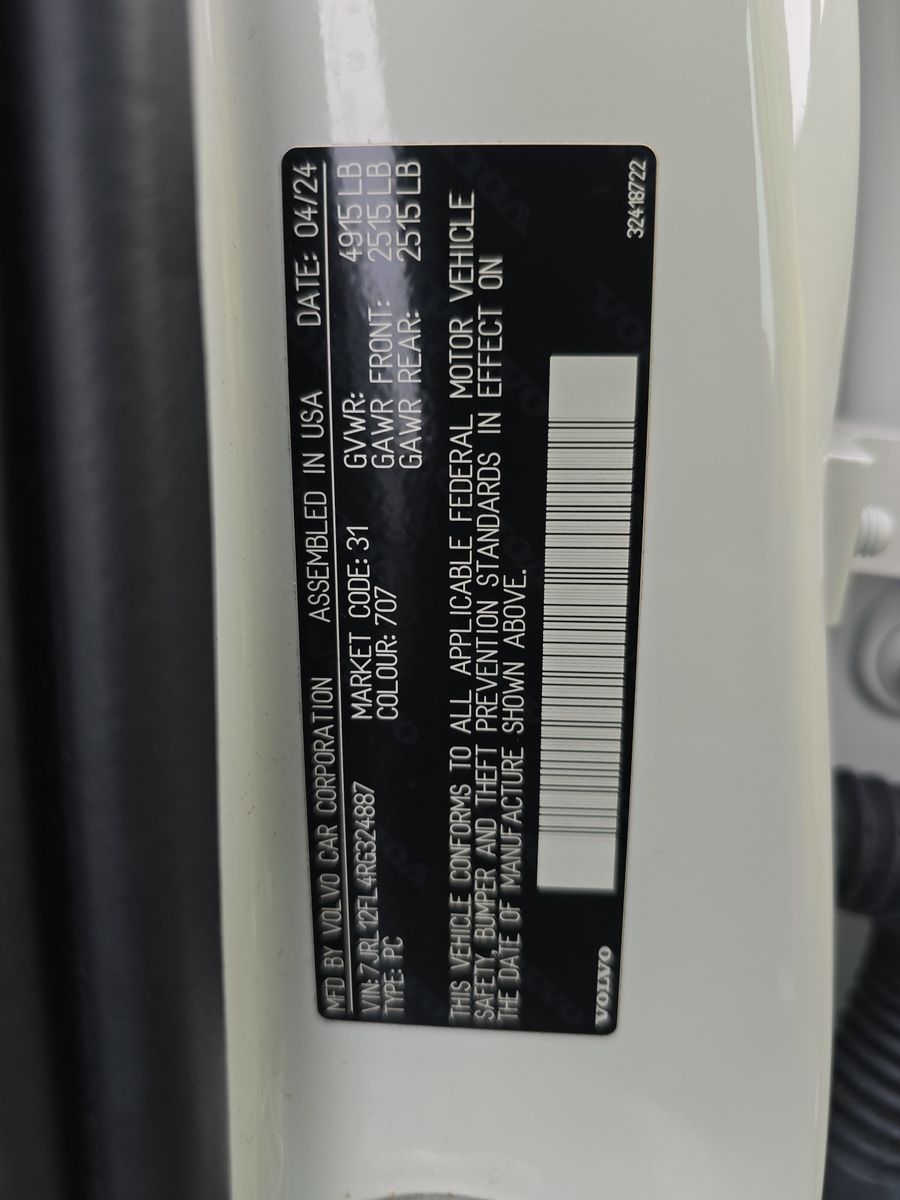 MFD BY VOLVO CAR CORPORATION ASSEMBLED IN USA DATE: 04/24
VIN: 7JRL12FL4RG324887 MARKET CODE: 31 GVWR: 4915 LB
TYPE: PC COLOUR: 707 GAWR FRONT: 2515 LB
GAWR REAR: 2515 LB
THIS VEHICLE CONFORMS TO ALL APPLICABLE FEDERAL MOTOR VEHICLE
SAFETY, BUMPER AND THEFT PREVENTION STANDARDS IN EFFECT ON
THE DATE OF MANUFACTURE SHOWN ABOVE.
VOLVO 32418722